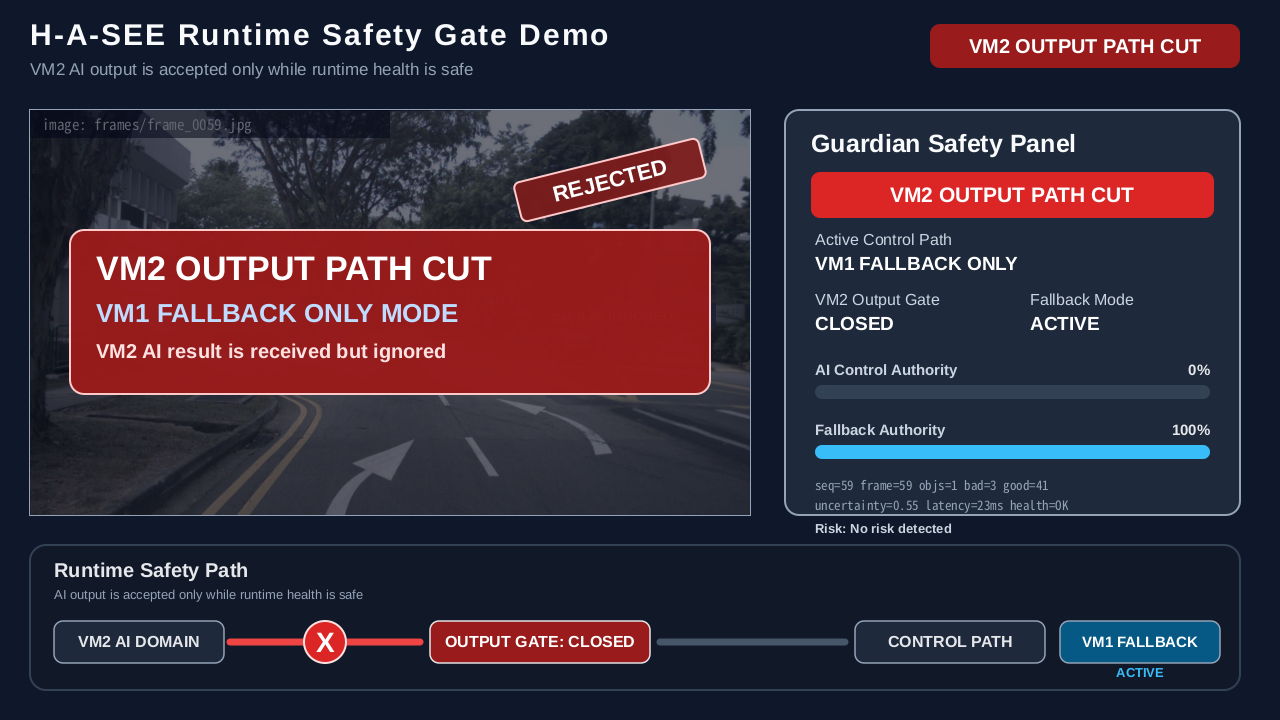 H-A-SEE Runtime Safety Gate Demo
VM2 AI output is accepted only while runtime health is safe
VM2 OUTPUT PATH CUT
image: frames/frame_0059.jpg
REJECTED
VM2 OUTPUT PATH CUT
VM1 FALLBACK ONLY MODE
VM2 AI result is received but ignored
Guardian Safety Panel
VM2 OUTPUT PATH CUT
Active Control Path
VM1 FALLBACK ONLY
VM2 Output Gate
CLOSED
Fallback Mode
ACTIVE
AI Control Authority 0%
Fallback Authority 100%
seq=59 frame=59 objs=1 bad=3 good=41
uncertainty=0.55 latency=23ms health=OK
Risk: No risk detected
Runtime Safety Path
AI output is accepted only while runtime health is safe
VM2 AI DOMAIN
X
OUTPUT GATE: CLOSED
CONTROL PATH
VM1 FALLBACK
ACTIVE